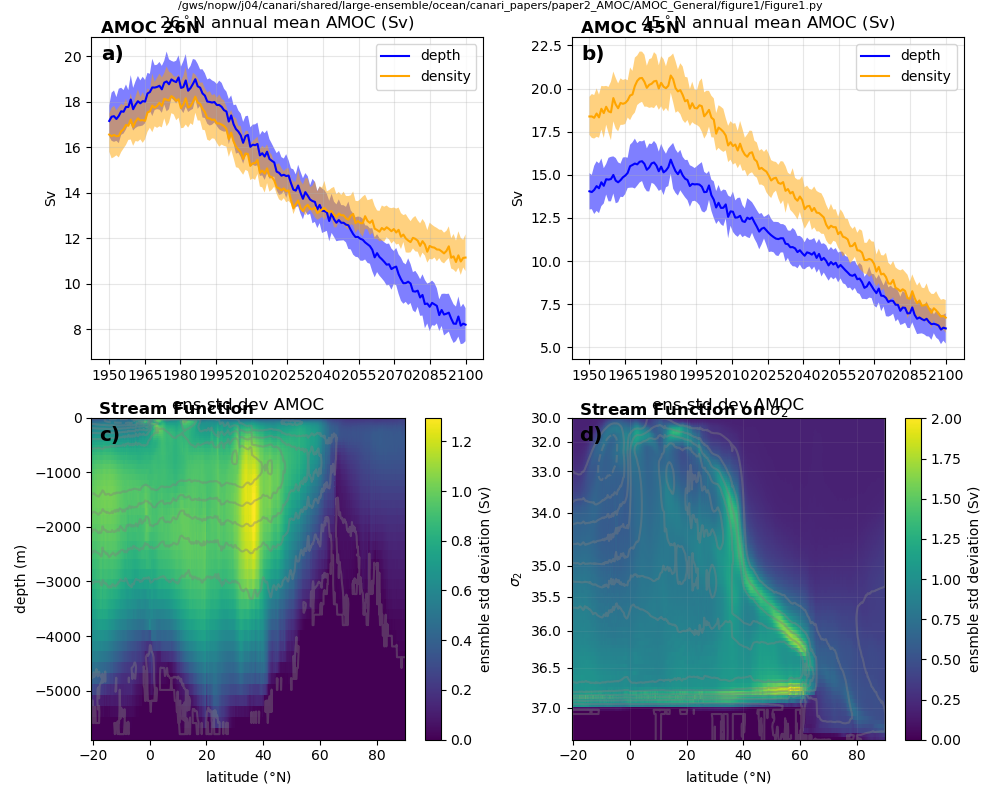 /gws/nopw/j04/canari/shared/large-ensemble/ocean/canari_papers/paper2_AMOC/AMOC_General/figure1/Figure1.py
26°N annual mean AMOC (Sv)
AMOC 26N
a)
depth
density
20
18
16
14
12
10
8
Sv
1950 1965 1980 1995 2010 2025 2040 2055 2070 2085 2100
45°N annual mean AMOC (Sv)
AMOC 45N
b)
depth
density
22.5
20.0
17.5
15.0
12.5
10.0
7.5
5.0
Sv
1950 1965 1980 1995 2010 2025 2040 2055 2070 2085 2100
ens std dev AMOC
Stream Function
c)
0
−1000
−2000
−3000
−4000
−5000
depth (m)
−20 0 20 40 60 80
latitude (°N)
1.2
1.0
0.8
0.6
0.4
0.2
0.0
ensmble std deviation (Sv)
ens std dev AMOC
Stream Function on σ₂
d)
30.0
32.0
33.0
34.0
35.0
35.5
36.0
36.5
37.0
σ₂
−20 0 20 40 60 80
latitude (°N)
2.00
1.75
1.50
1.25
1.00
0.75
0.50
0.25
0.00
ensmble std deviation (Sv)